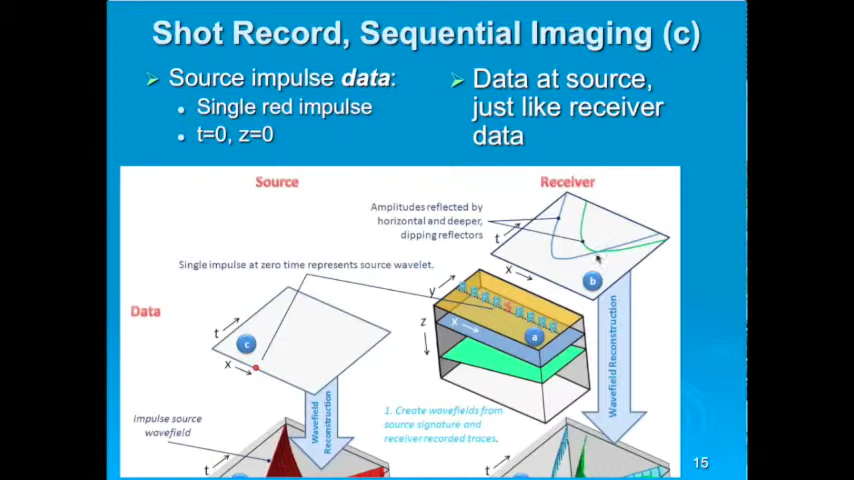 Shot Record, Sequential Imaging (c)
Source impulse data:
Single red impulse
t=0, z=0
Data at source,
just like receiver
data
Source
Receiver
Amplitudes reflected by
horizontal and deeper,
dipping reflectors
t
x
b
Single impulse at zero time represents source wavelet.
Data
t
c
x
y
z
x
a
S
Wavefield Reconstruction
1. Create wavefields from
source signature and
receiver recorded traces.
Impulse source
wavefield
Wavefield
Reconstruction
t
t
15